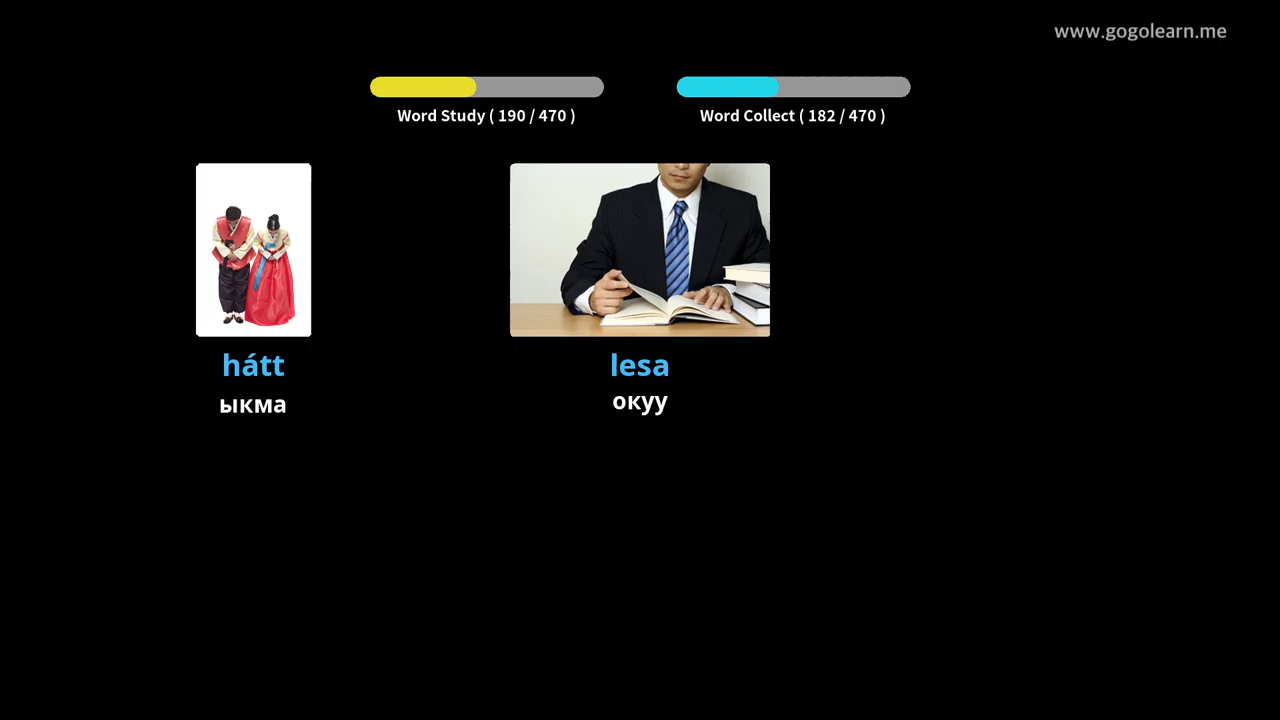 www.gogolearn.me
Word Study ( 190 / 470 )
Word Collect ( 182 / 470 )
hátt
ыкма
lesa
окуу